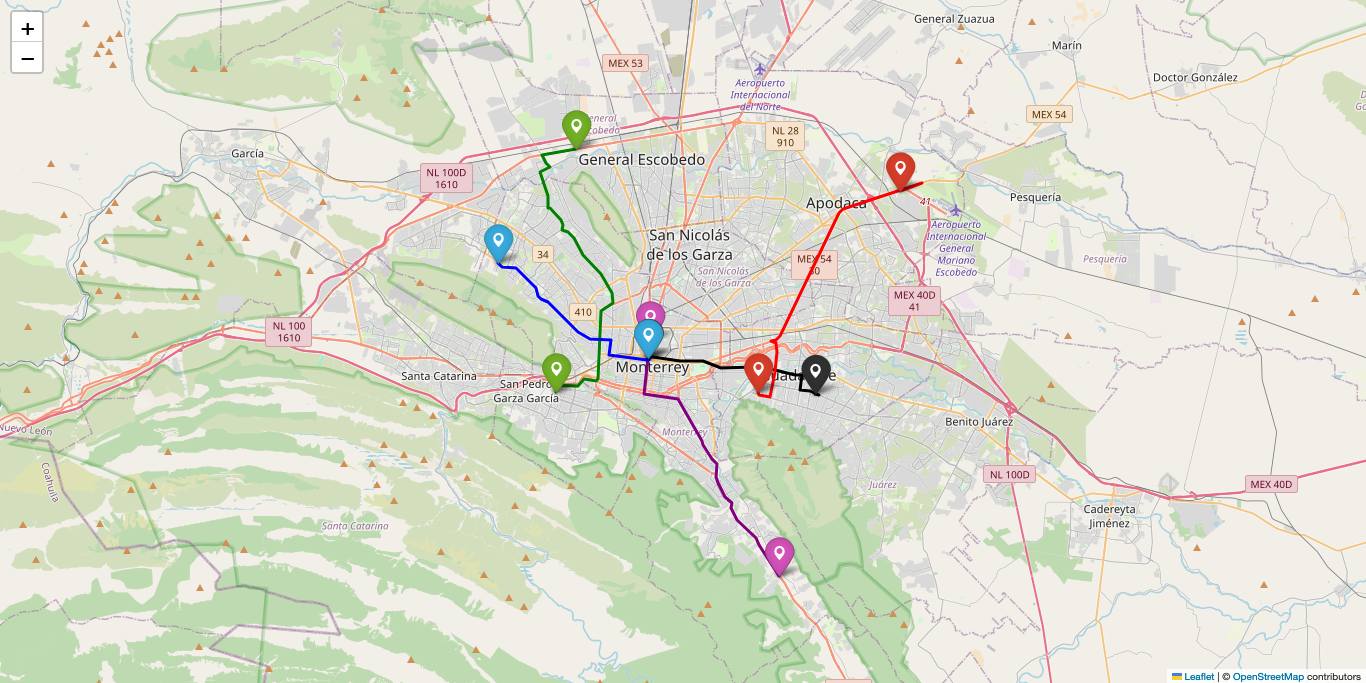 +
−
General Zuazua
Marín
MEX 53
Doctor González
Aeropuerto
Internacional
del Norte
MEX 54
General
Escobedo
NL 28
910
García
General Escobedo
NL 100D
1610
Apodaca
41
Pesquería
Aeropuerto
Internacional
General
Mariano
Escobedo
San Nicolás
de los Garza
34
MEX 54
80
San Nicolás
de los Garza
Pesquería
MEX 40D
41
410
NL 100
1610
Monterrey
Santa Catarina
San Pedro
Garza García
Nuevo León
Monterrey
Benito Juárez
Coahuila
NL 100D
Juárez
MEX 40D
Santa Catarina
Cadereyta
Jiménez
Leaflet | © OpenStreetMap contributors